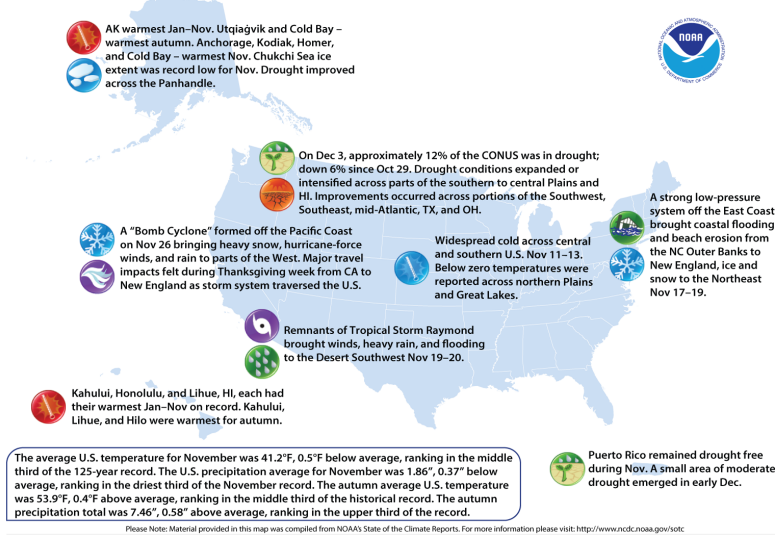 AK warmest Jan–Nov. Utqiaġvik and Cold Bay –
warmest autumn. Anchorage, Kodiak, Homer,
and Cold Bay – warmest Nov. Chukchi Sea ice
extent was record low for Nov. Drought improved
across the Panhandle.
NATIONAL OCEANIC AND ATMOSPHERIC ADMINISTRATION
NOAA
U.S. DEPARTMENT OF COMMERCE
On Dec 3, approximately 12% of the CONUS was in drought;
down 6% since Oct 29. Drought conditions expanded or
intensified across parts of the southern to central Plains and
HI. Improvements occurred across portions of the Southwest,
Southeast, mid-Atlantic, TX, and OH.
A strong low-pressure
system off the East Coast
brought coastal flooding
and beach erosion from
the NC Outer Banks to
New England, ice and
snow to the Northeast
Nov 17–19.
A “Bomb Cyclone” formed off the Pacific Coast
on Nov 26 bringing heavy snow, hurricane-force
winds, and rain to parts of the West. Major travel
impacts felt during Thanksgiving week from CA to
New England as storm system traversed the U.S.
Widespread cold across central
and southern U.S. Nov 11–13.
Below zero temperatures were
reported across northern Plains
and Great Lakes.
Remnants of Tropical Storm Raymond
brought winds, heavy rain, and flooding
to the Desert Southwest Nov 19–20.
Kahului, Honolulu, and Lihue, HI, each had
their warmest Jan–Nov on record. Kahului,
Lihue, and Hilo were warmest for autumn.
The average U.S. temperature for November was 41.2°F, 0.5°F below average, ranking in the middle
third of the 125-year record. The U.S. precipitation average for November was 1.86”, 0.37” below
average, ranking in the driest third of the November record. The autumn average U.S. temperature
was 53.9°F, 0.4°F above average, ranking in the middle third of the historical record. The autumn
precipitation total was 7.46”, 0.58” above average, ranking in the upper third of the record.
Puerto Rico remained drought free
during Nov. A small area of moderate
drought emerged in early Dec.
Please Note: Material provided in this map was compiled from NOAA’s State of the Climate Reports. For more information please visit: http://www.ncdc.noaa.gov/sotc